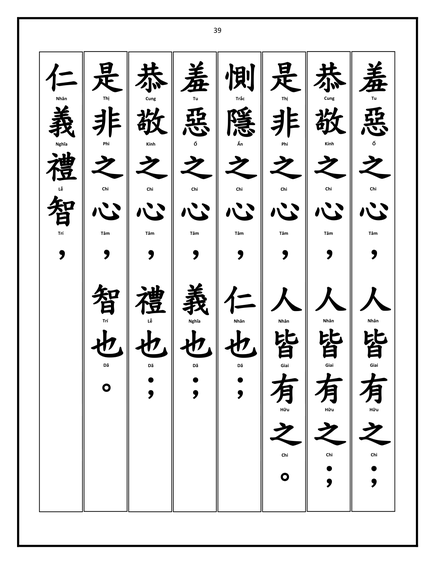 39
羞惡之心，人皆有之；
Tu Ố Chi Tâm, Nhân Giai Hữu Chi
恭敬之心，人皆有之；
Cung Kính Chi Tâm, Nhân Giai Hữu Chi
是非之心，人皆有之。
Thị Phi Chi Tâm, Nhân Giai Hữu Chi
惻隱之心，仁也；
Trắc Ẩn Chi Tâm, Nhân Dã
羞惡之心，義也；
Tu Ố Chi Tâm, Nghĩa Dã
恭敬之心，禮也；
Cung Kính Chi Tâm, Lễ Dã
是非之心，智也。
Thị Phi Chi Tâm, Trí Dã
仁義禮智，
Nhân Nghĩa Lễ Trí,